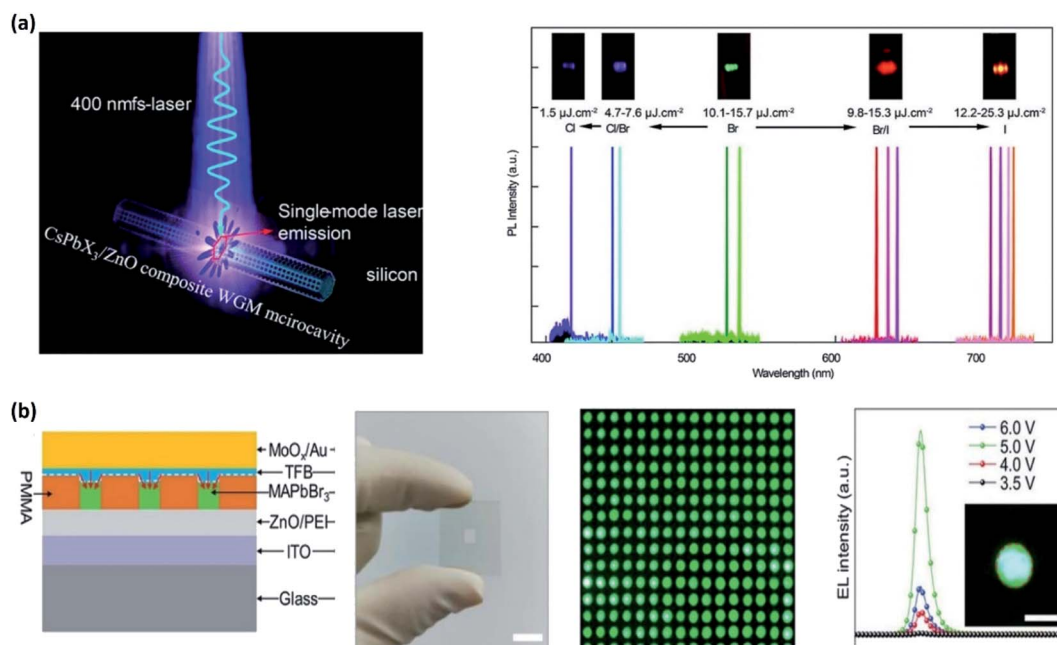 (a)
400 nmfs-laser
Single-mode laser
emission
silicon
CsPbX₃/ZnO composite WGM mcirocavity
1.5 μJ.cm⁻² 4.7-7.6 μJ.cm⁻² 10.1-15.7 μJ.cm⁻² 9.8-15.3 μJ.cm⁻² 12.2-25.3 μJ.cm⁻²
Cl Cl/Br Br Br/I I
PL Intensity (a.u.)
400 500 600 700
Wavelength (nm)
(b)
PMMA
MoOₓ/Au
TFB
MAPbBr₃
ZnO/PEI
ITO
Glass
EL intensity (a.u.)
6.0 V
5.0 V
4.0 V
3.5 V